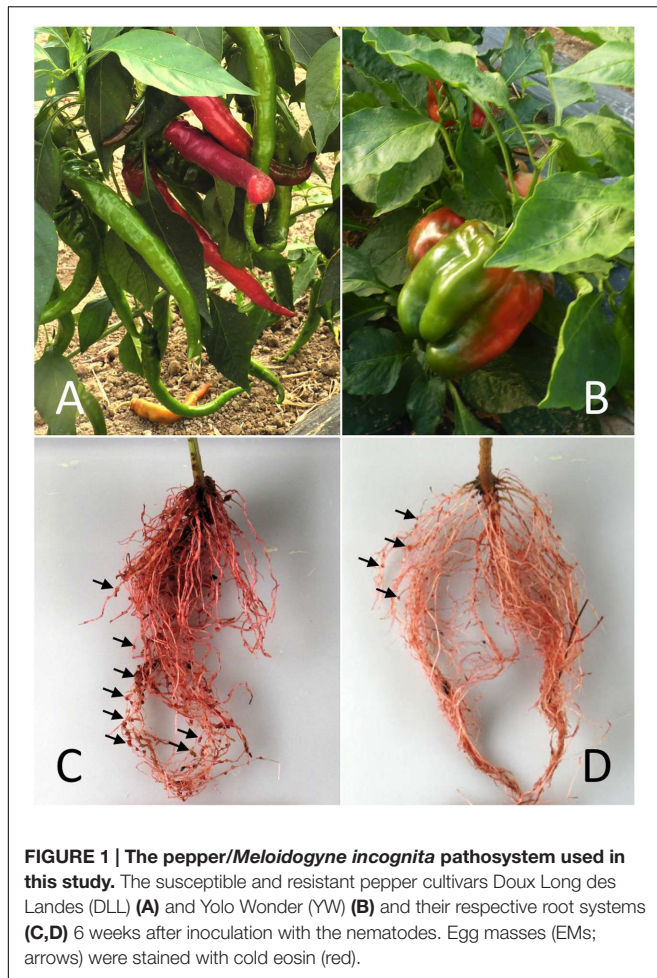 A
B
C
D
FIGURE 1 | The pepper/Meloidogyne incognita pathosystem used in
this study. The susceptible and resistant pepper cultivars Doux Long des
Landes (DLL) (A) and Yolo Wonder (YW) (B) and their respective root systems
(C,D) 6 weeks after inoculation with the nematodes. Egg masses (EMs;
arrows) were stained with cold eosin (red).